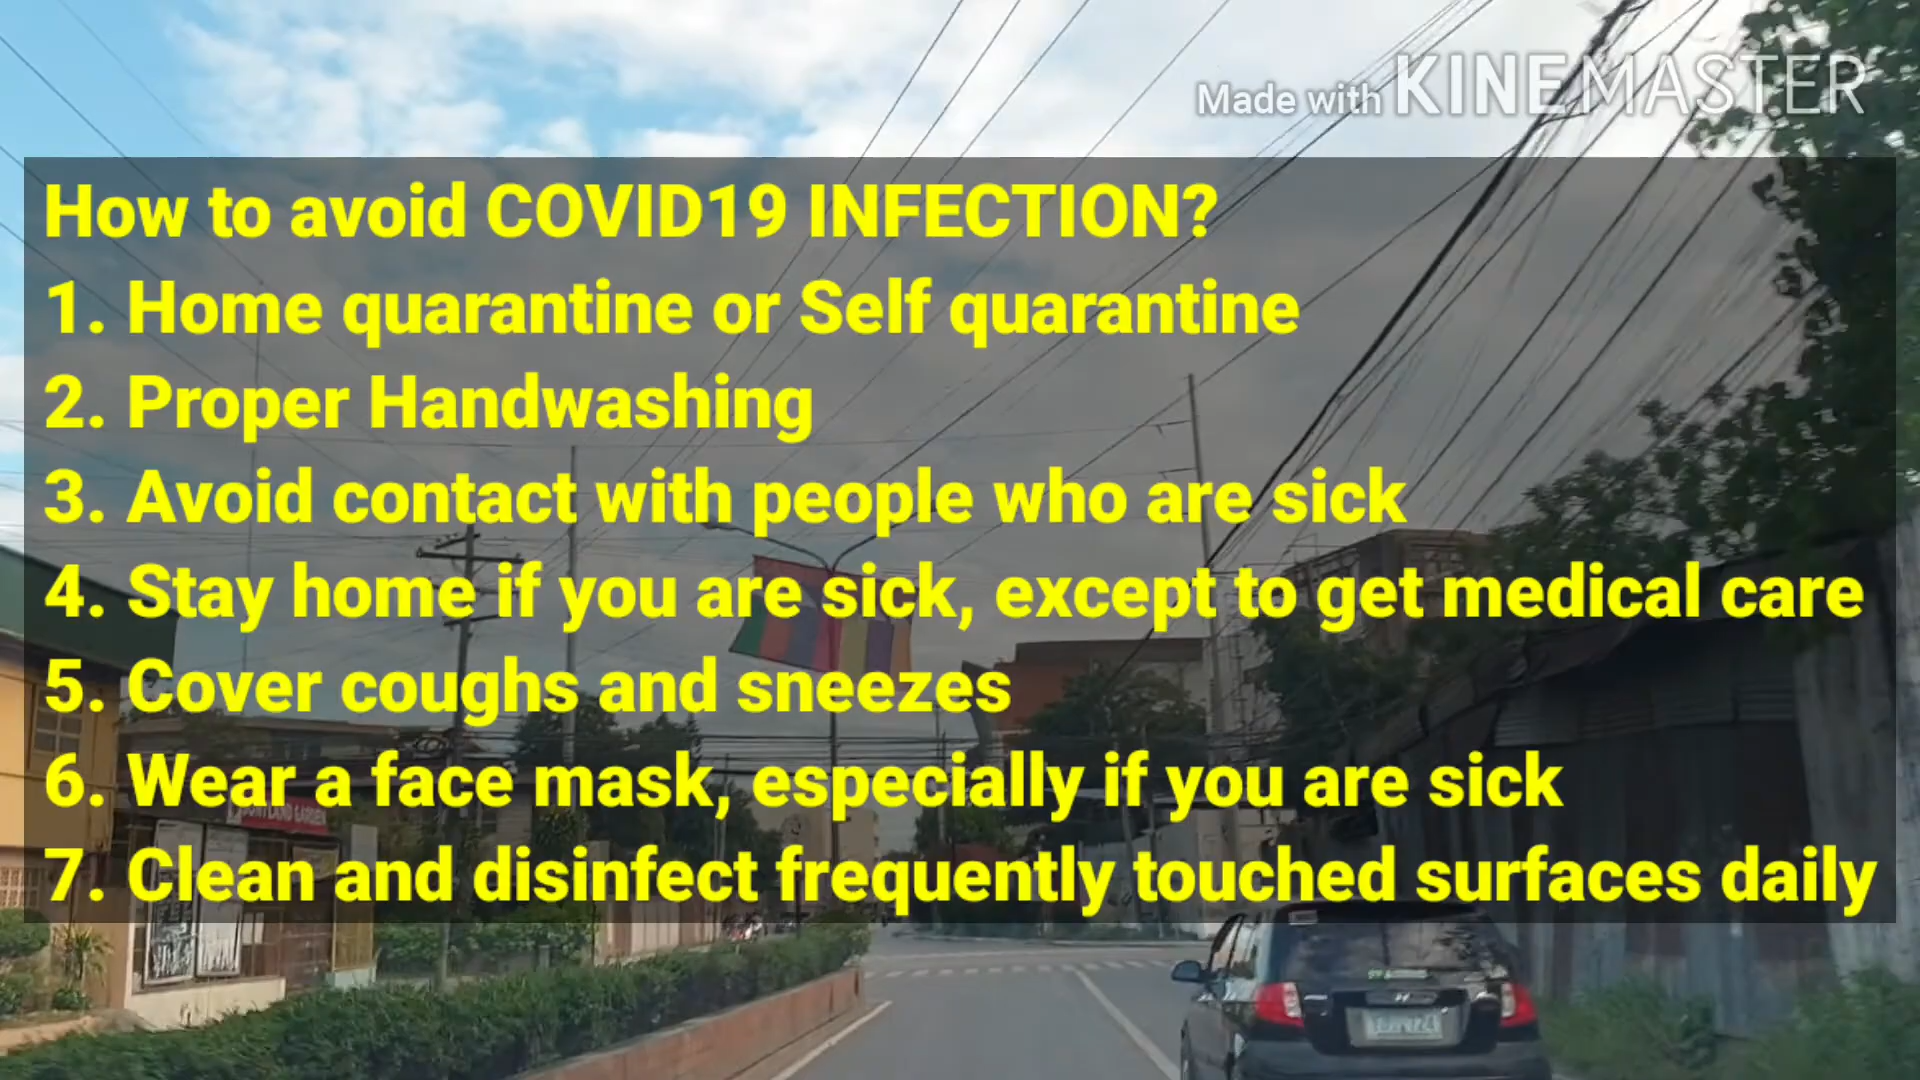 Made with KINEMASTER
How to avoid COVID19 INFECTION?
1. Home quarantine or Self quarantine
2. Proper Handwashing
3. Avoid contact with people who are sick
4. Stay home if you are sick, except to get medical care
5. Cover coughs and sneezes
6. Wear a face mask, especially if you are sick
7. Clean and disinfect frequently touched surfaces daily